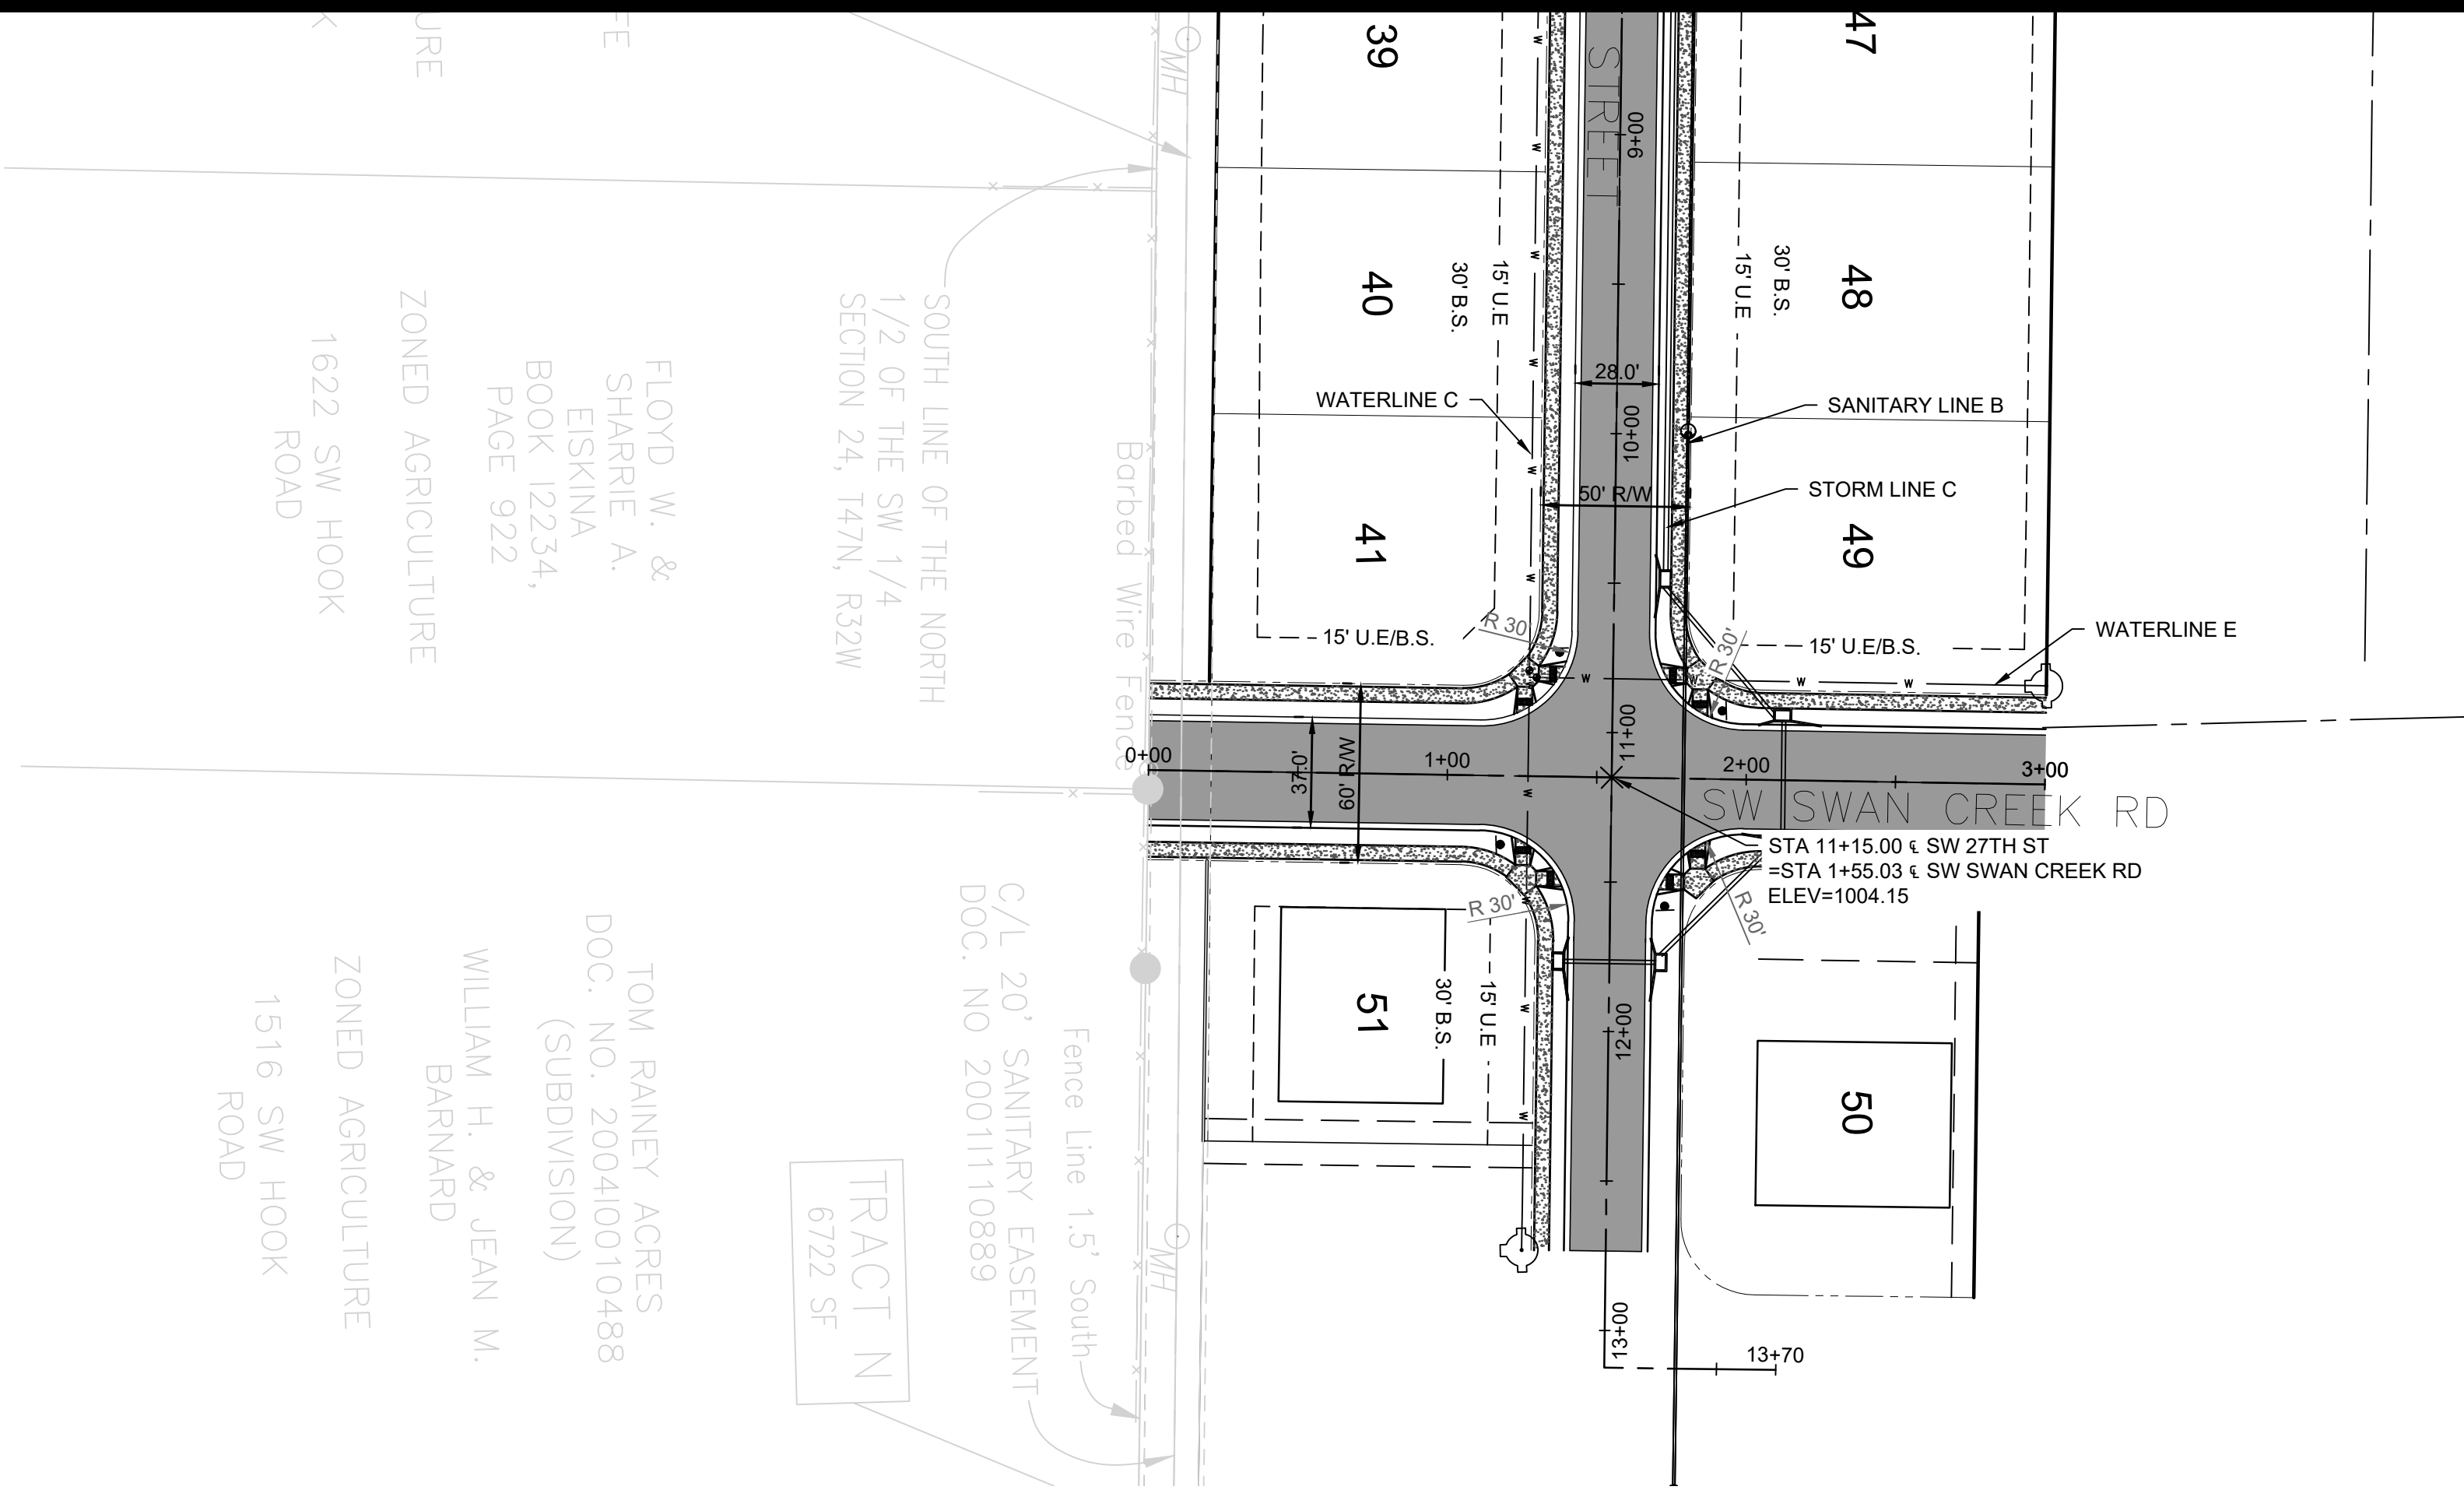 39
47
STREET
9+00
FE
URE
K
MH
40
30' B.S.
15' U.E
48
30' B.S.
15' U.E
28.0'
WATERLINE C
10+00
SANITARY LINE B
50' R/W
STORM LINE C
41
49
15' U.E/B.S.
R 30'
R 30'
15' U.E/B.S.
WATERLINE E
W
W
W
W
W
W
W
W
W
W
W
W
W
W
0+00
1+00
2+00
3+00
11+00
37.0'
60' R/W
SW SWAN CREEK RD
STA 11+15.00 ℄ SW 27TH ST
=STA 1+55.03 ℄ SW SWAN CREEK RD
ELEV=1004.15
R 30'
R 30'
51
30' B.S.
15' U.E
12+00
50
13+00
13+70
SOUTH LINE OF THE NORTH
1/2 OF THE SW 1/4
SECTION 24, T47N, R32W
FLOYD W. &
SHARRIE A.
EISKINA
BOOK I2234,
PAGE 922
ZONED AGRICULTURE
1622 SW HOOK
ROAD
Barbed Wire Fence
Fence Line 1.5' South
C/L 20' SANITARY EASEMENT
DOC. NO 200I1110889
TRACT N
6722 SF
TOM RAINEY ACRES
DOC. NO. 2004I0010488
(SUBDIVISION)
WILLIAM H. & JEAN M.
BARNARD
ZONED AGRICULTURE
1516 SW HOOK
ROAD
MH